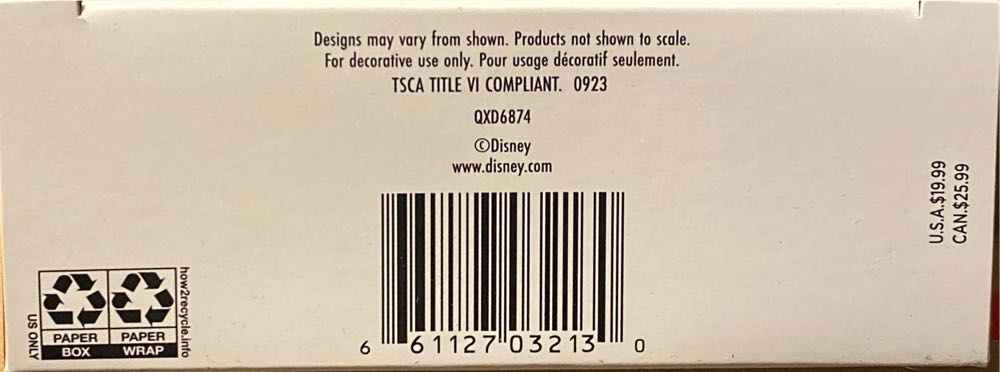 Designs may vary from shown. Products not shown to scale.
For decorative use only. Pour usage décoratif seulement.
TSCA TITLE VI COMPLIANT. 0923
QXD6874
©Disney
www.disney.com
U.S.A.$19.99
CAN.$25.99
US ONLY
PAPER
BOX
PAPER
WRAP
how2recycle.info
6 61127 03213 0